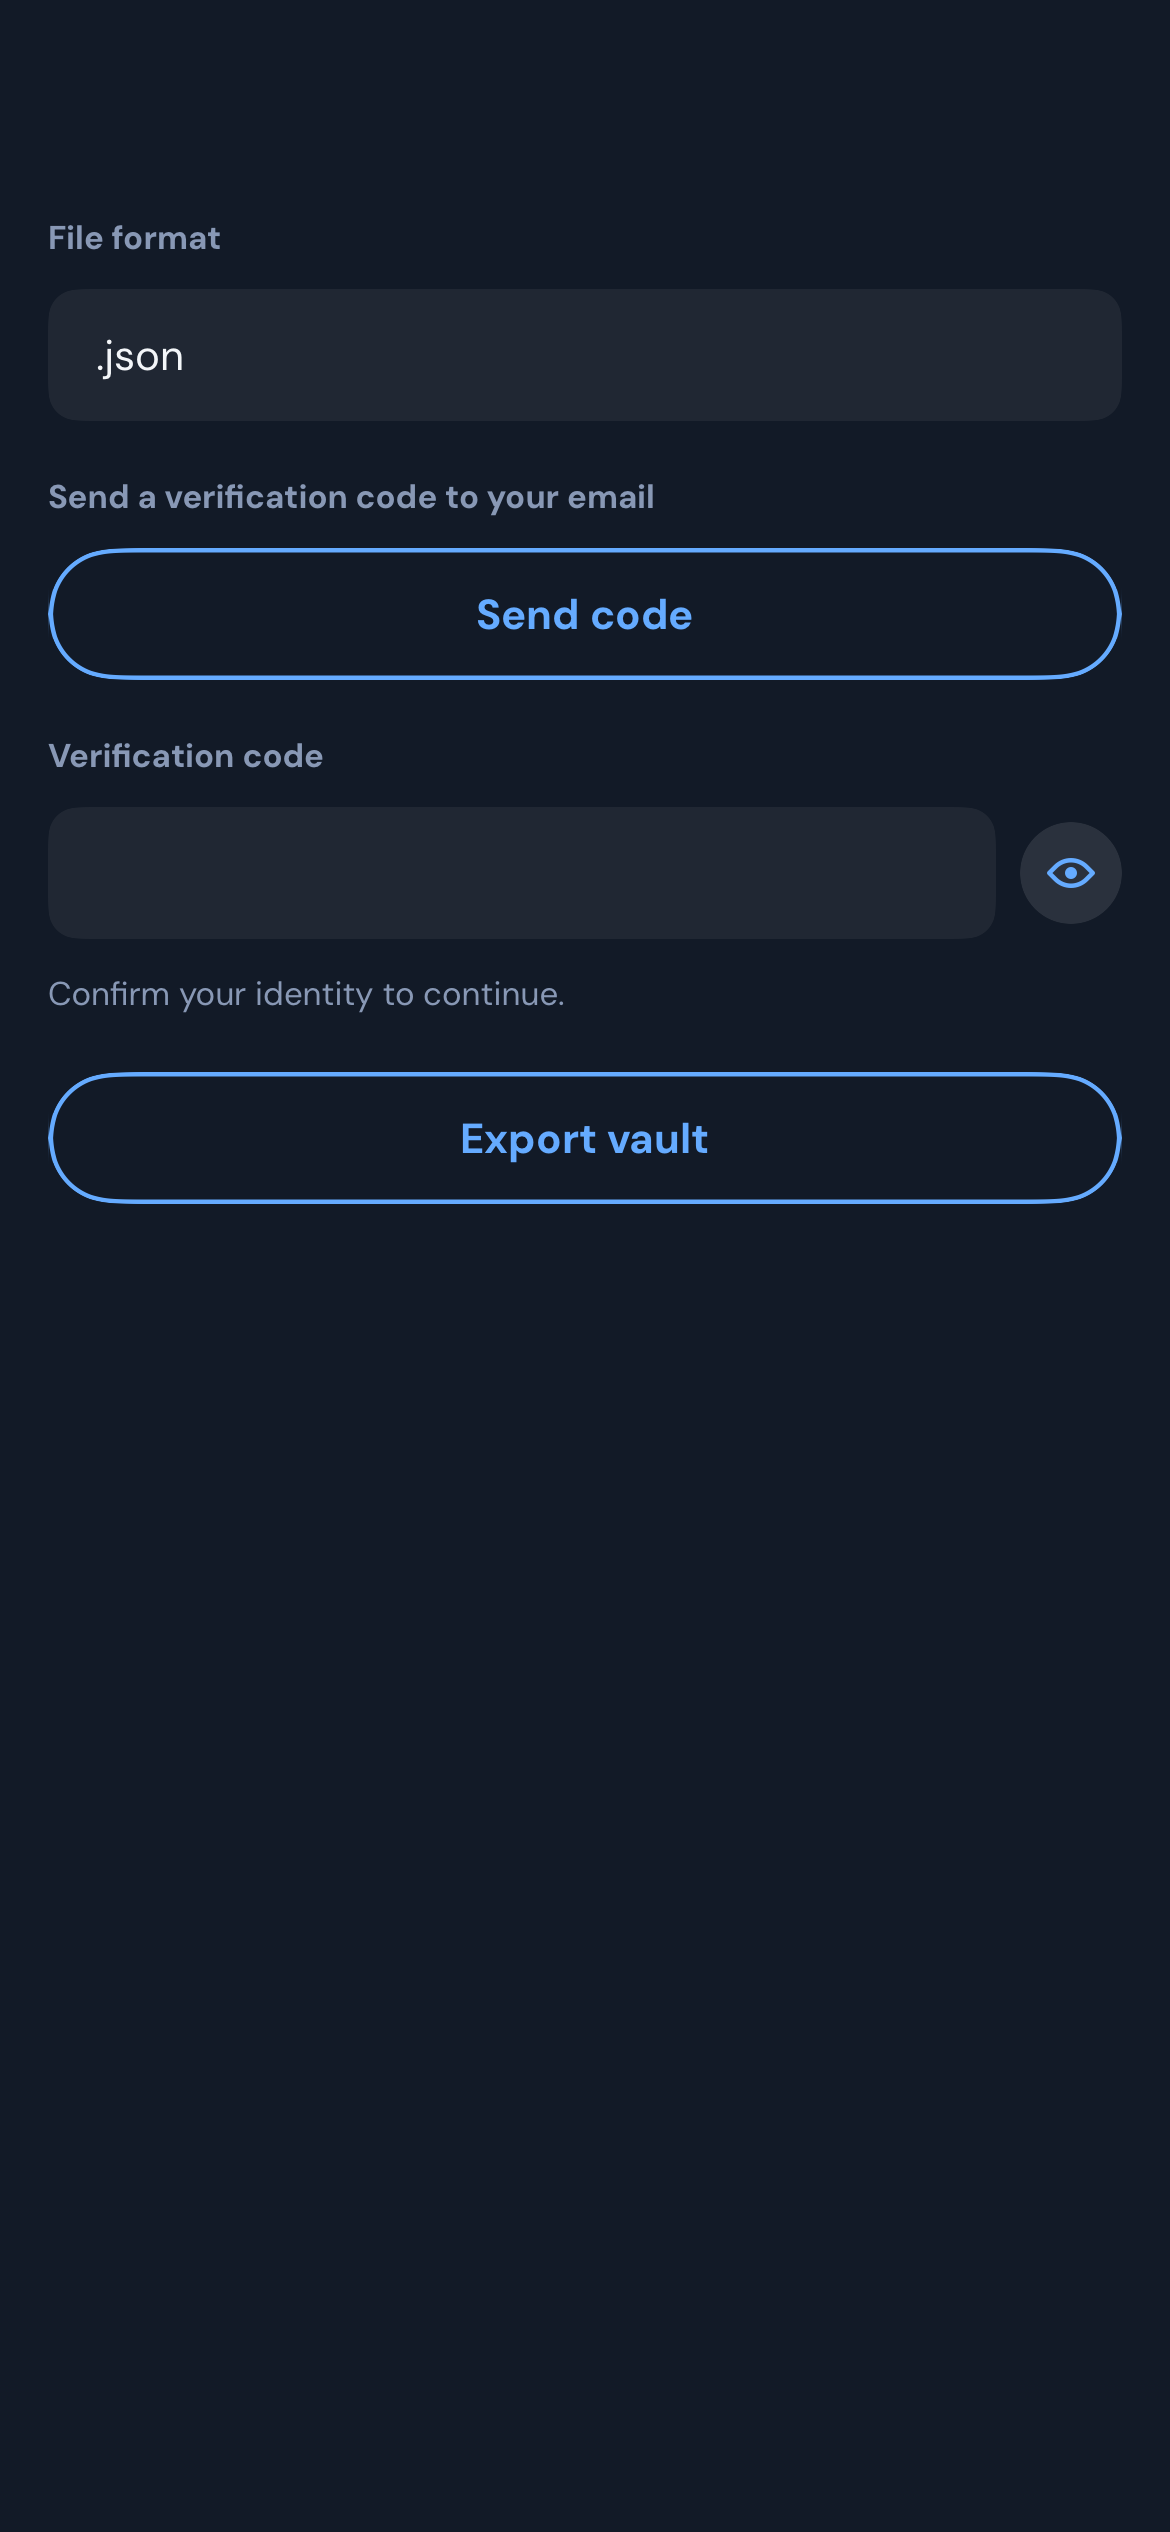 File format
.json
Send a verification code to your email
Send code
Verification code
Confirm your identity to continue.
Export vault